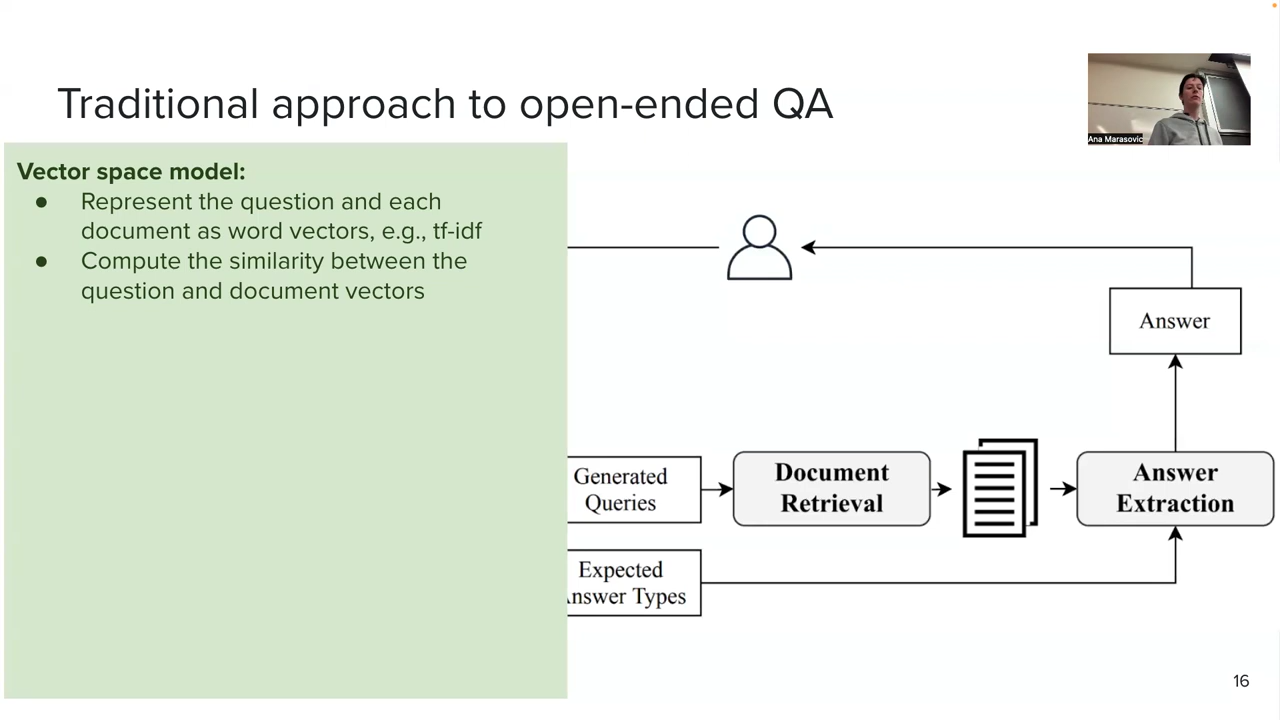 Traditional approach to open-ended QA
Ana Marasovic
Vector space model:
● Represent the question and each
document as word vectors, e.g., tf-idf
● Compute the similarity between the
question and document vectors
Answer
Generated
Queries
Document
Retrieval
Answer
Extraction
Expected
Answer Types
16